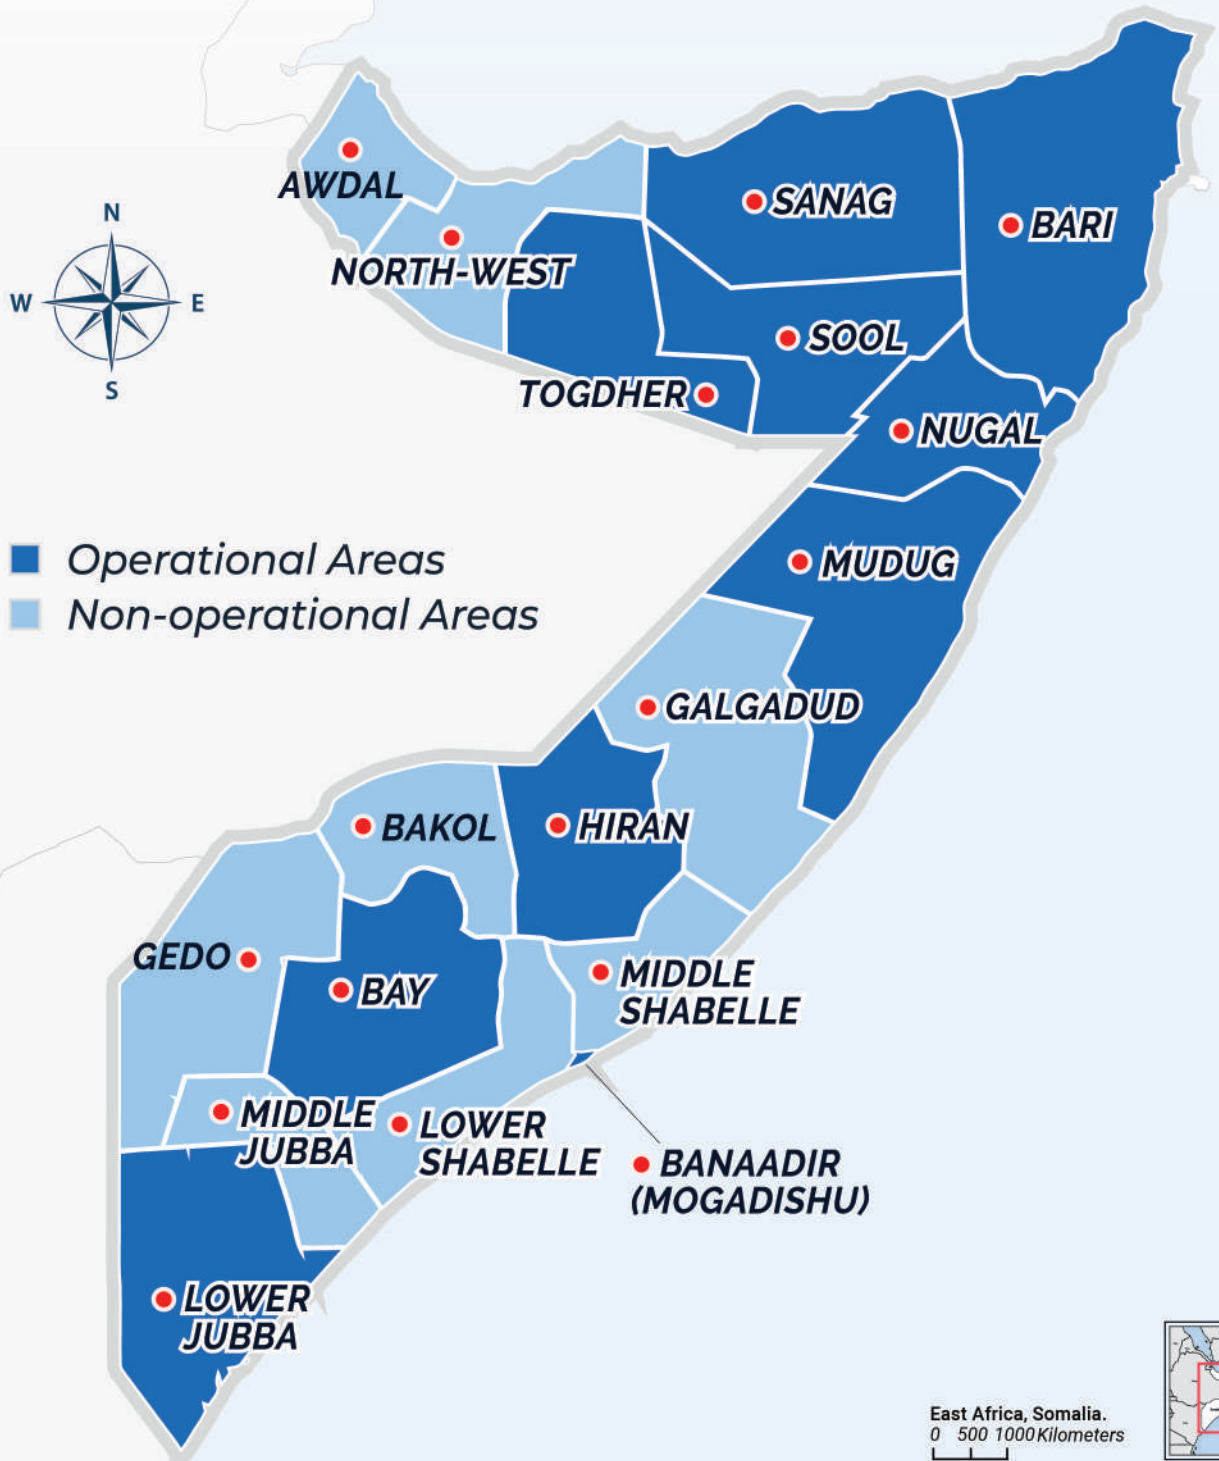 N
W
E
S
AWDAL
NORTH-WEST
SANAG
BARI
SOOL
TOGDHER
NUGAL
Operational Areas
Non-operational Areas
MUDUG
GALGADUD
BAKOL
HIRAN
GEDO
BAY
MIDDLE
SHABELLE
MIDDLE
JUBBA
LOWER
SHABELLE
BANAADIR
(MOGADISHU)
LOWER
JUBBA
East Africa, Somalia.
0 500 1000 Kilometers